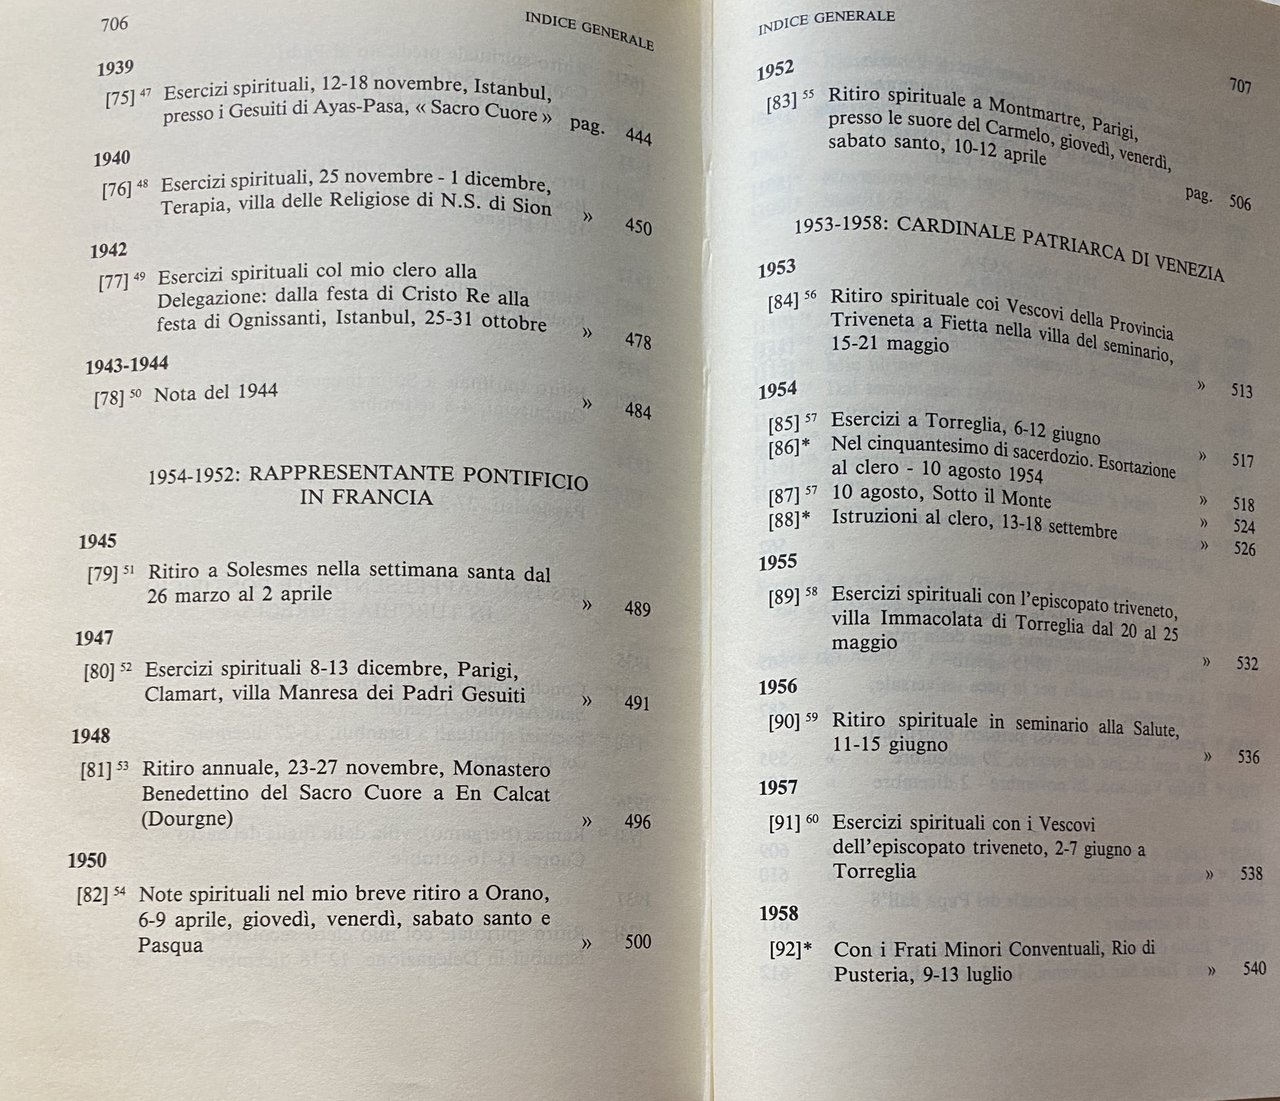 706
INDICE GENERALE
1939
[75] 47 Esercizi spirituali, 12-18 novembre, Istanbul,
presso i Gesuiti di Ayas-Pasa, « Sacro Cuore » pag. 444
1940
[76] 48 Esercizi spirituali, 25 novembre - 1 dicembre,
Terapia, villa delle Religiose di N.S. di Sion » 450
1942
[77] 49 Esercizi spirituali col mio clero alla
Delegazione: dalla festa di Cristo Re alla
festa di Ognissanti, Istanbul, 25-31 ottobre » 478
1943-1944
[78] 50 Nota del 1944 » 484
1954-1952: RAPPRESENTANTE PONTIFICIO
IN FRANCIA
1945
[79] 51 Ritiro a Solesmes nella settimana santa dal
26 marzo al 2 aprile » 489
1947
[80] 52 Esercizi spirituali 8-13 dicembre, Parigi,
Clamart, villa Manresa dei Padri Gesuiti » 491
1948
[81] 53 Ritiro annuale, 23-27 novembre, Monastero
Benedettino del Sacro Cuore a En Calcat
(Dourgne) » 496
1950
[82] 54 Note spirituali nel mio breve ritiro a Orano,
6-9 aprile, giovedì, venerdì, sabato santo e
Pasqua » 500
INDICE GENERALE
707
1952
[83] 55 Ritiro spirituale a Montmartre, Parigi,
presso le suore del Carmelo, giovedì, venerdì,
sabato santo, 10-12 aprile
pag. 506
1953-1958: CARDINALE PATRIARCA DI VENEZIA
1953
[84] 56 Ritiro spirituale coi Vescovi della Provincia
Triveneta a Fietta nella villa del seminario,
15-21 maggio » 513
1954
[85] 57 Esercizi a Torreglia, 6-12 giugno » 517
[86]* Nel cinquantesimo di sacerdozio. Esortazione
al clero - 10 agosto 1954 » 518
[87] 57 10 agosto, Sotto il Monte » 524
[88]* Istruzioni al clero, 13-18 settembre » 526
1955
[89] 58 Esercizi spirituali con l'episcopato triveneto,
villa Immacolata di Torreglia dal 20 al 25
maggio » 532
1956
[90] 59 Ritiro spirituale in seminario alla Salute,
11-15 giugno » 536
1957
[91] 60 Esercizi spirituali con i Vescovi
dell'episcopato triveneto, 2-7 giugno a
Torreglia » 538
1958
[92]* Con i Frati Minori Conventuali, Rio di
Pusteria, 9-13 luglio » 540